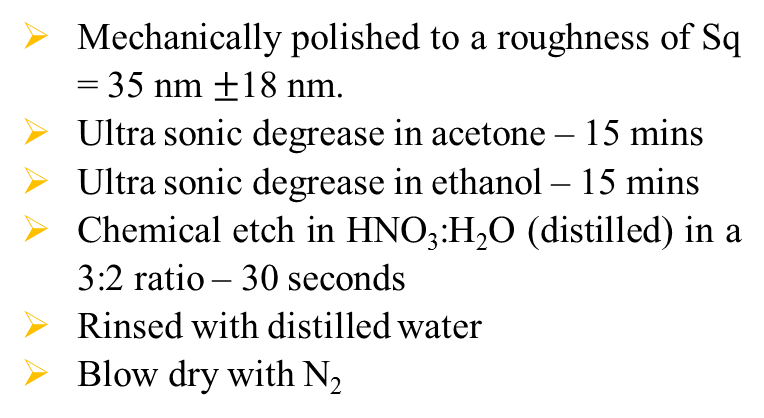 Mechanically polished to a roughness of Sq
= 35 nm ±18 nm.
Ultra sonic degrease in acetone – 15 mins
Ultra sonic degrease in ethanol – 15 mins
Chemical etch in HNO₃:H₂O (distilled) in a
3:2 ratio – 30 seconds
Rinsed with distilled water
Blow dry with N₂